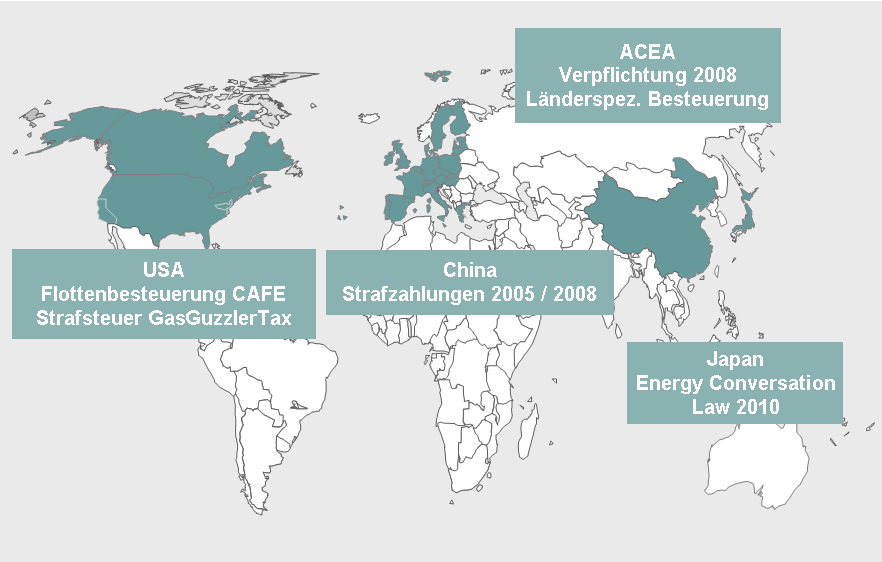 ACEA
Verpflichtung 2008
Länderspez. Besteuerung
USA
Flottenbesteuerung CAFE
Strafsteuer GasGuzzlerTax
China
Strafzahlungen 2005 / 2008
Japan
Energy Conversation
Law 2010